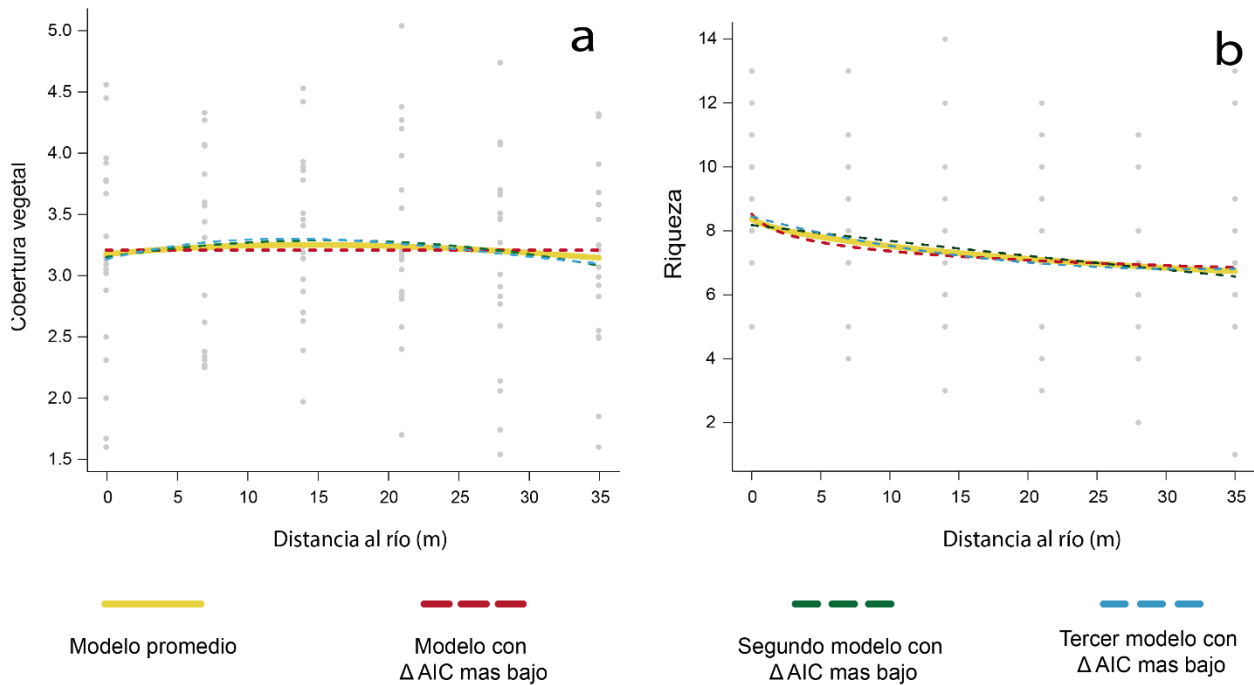 a
5.0
4.5
4.0
3.5
3.0
2.5
2.0
1.5
Cobertura vegetal
0 5 10 15 20 25 30 35
Distancia al río (m)
b
14
12
10
8
6
4
2
Riqueza
0 5 10 15 20 25 30 35
Distancia al río (m)
Modelo promedio
Modelo con
Δ AIC mas bajo
Segundo modelo con
Δ AIC mas bajo
Tercer modelo con
Δ AIC mas bajo